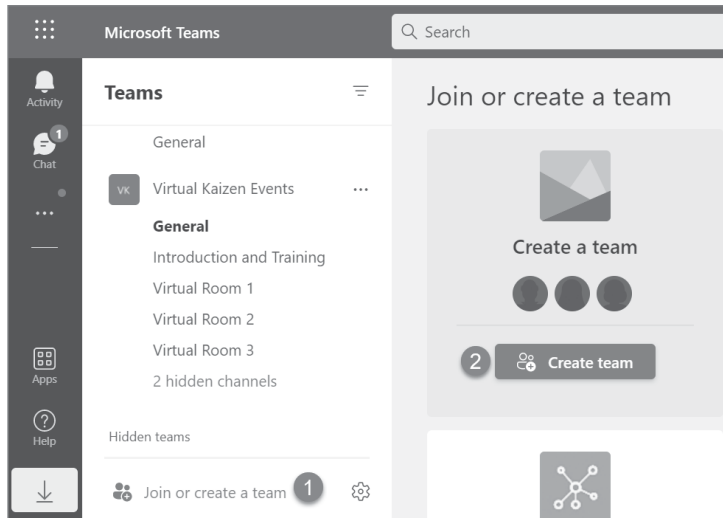 Microsoft Teams
Search
Activity
Chat
1
Apps
Help
Teams
General
VK Virtual Kaizen Events
General
Introduction and Training
Virtual Room 1
Virtual Room 2
Virtual Room 3
2 hidden channels
Hidden teams
Join or create a team 1
Join or create a team
Create a team
2 Create team